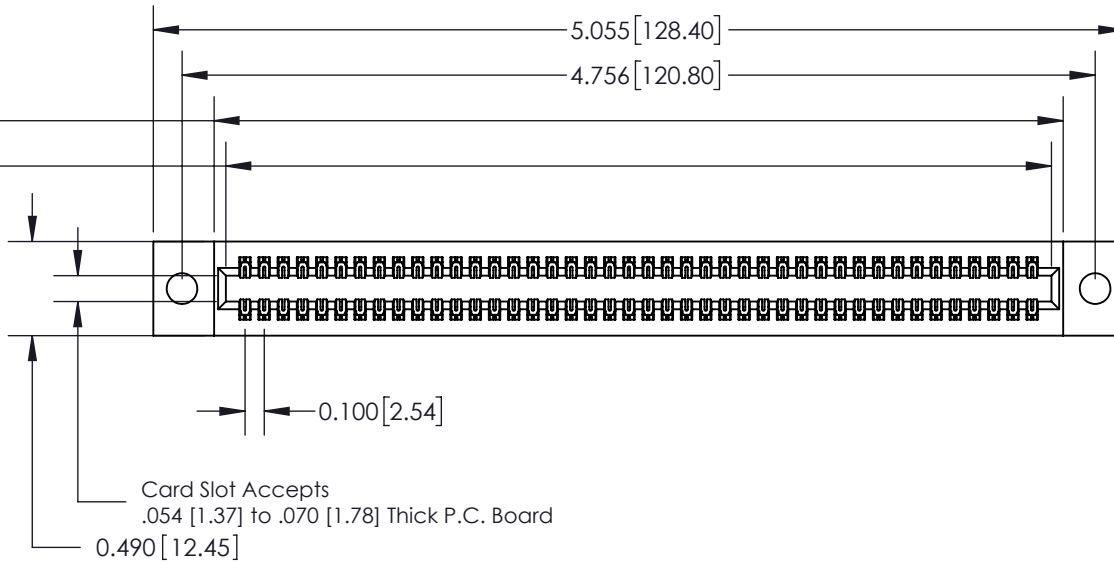 5.055[128.40]
4.756[120.80]
0.100[2.54]
Card Slot Accepts
.054 [1.37] to .070 [1.78] Thick P.C. Board
0.490[12.45]